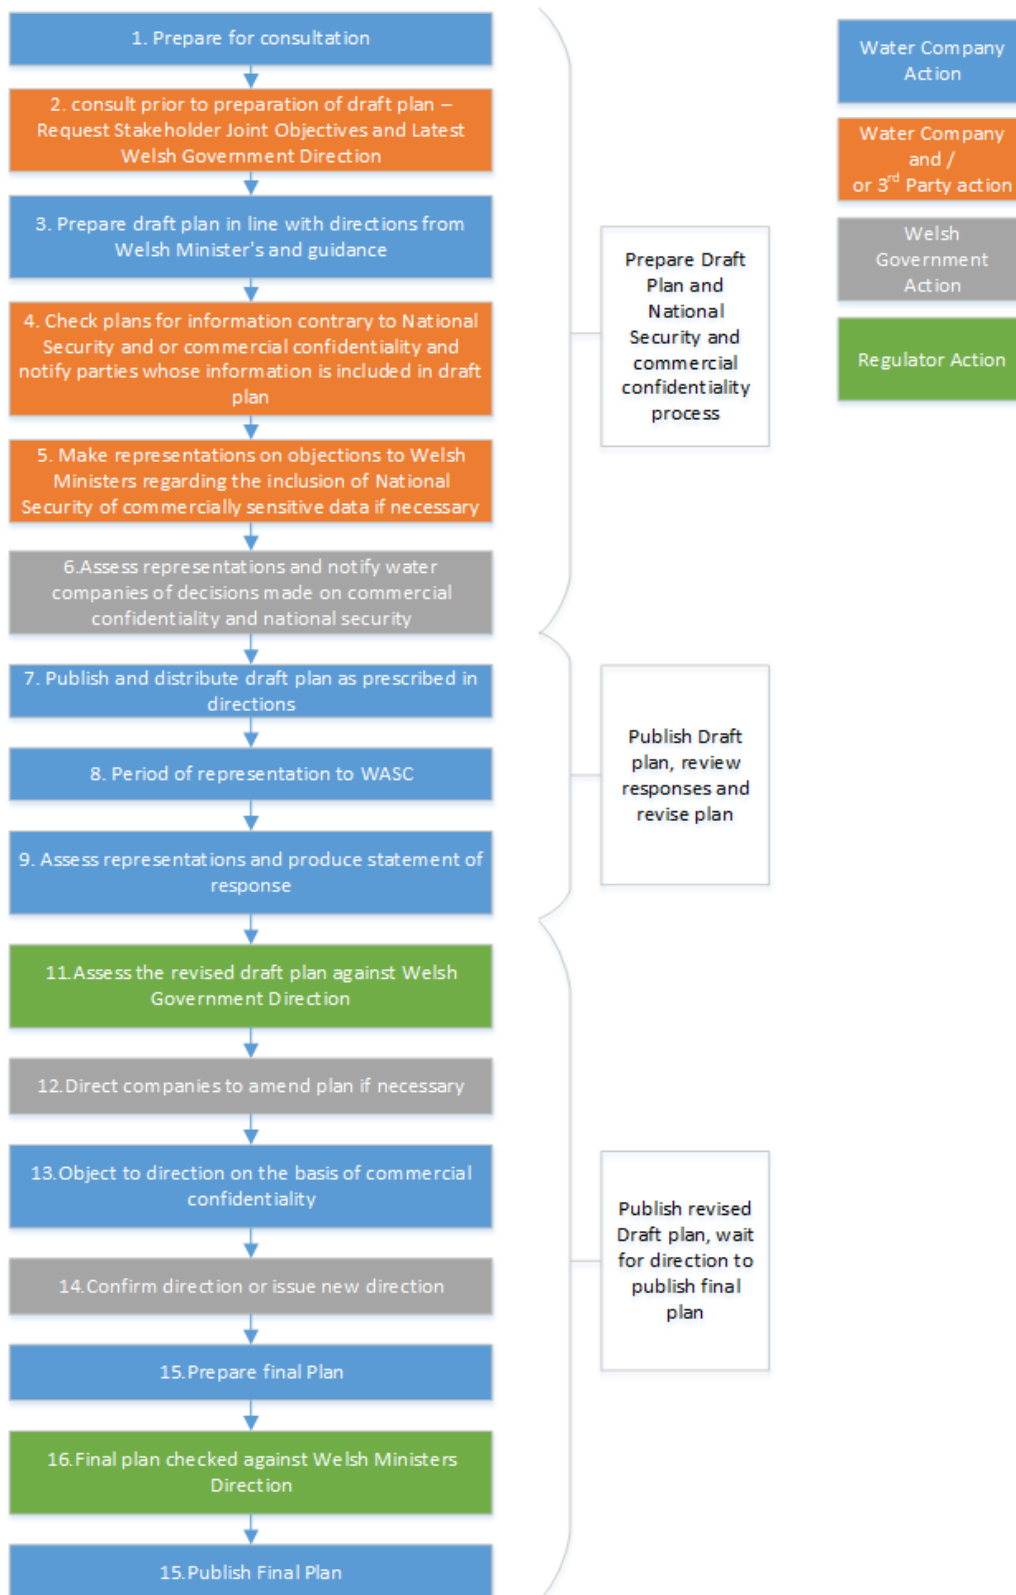 1. Prepare for consultation
2. consult prior to preparation of draft plan –
Request Stakeholder Joint Objectives and Latest
Welsh Government Direction
3. Prepare draft plan in line with directions from
Welsh Minister's and guidance
4. Check plans for information contrary to National
Security and or commercial confidentiality and
notify parties whose information is included in draft
plan
5. Make representations on objections to Welsh
Ministers regarding the inclusion of National
Security of commercially sensitive data if necessary
6.Assess representations and notify water
companies of decisions made on commercial
confidentiality and national security
7. Publish and distribute draft plan as prescribed in
directions
8. Period of representation to WASC
9. Assess representations and produce statement of
response
11.Assess the revised draft plan against Welsh
Government Direction
12.Direct companies to amend plan if necessary
13.Object to direction on the basis of commercial
confidentiality
14.Confirm direction or issue new direction
15.Prepare final Plan
16.Final plan checked against Welsh Ministers
Direction
15.Publish Final Plan
Prepare Draft
Plan and
National
Security and
commercial
confidentiality
process
Publish Draft
plan, review
responses and
revise plan
Publish revised
Draft plan, wait
for direction to
publish final
plan
Water Company
Action
Water Company
and /
or 3rd Party action
Welsh
Government
Action
Regulator Action